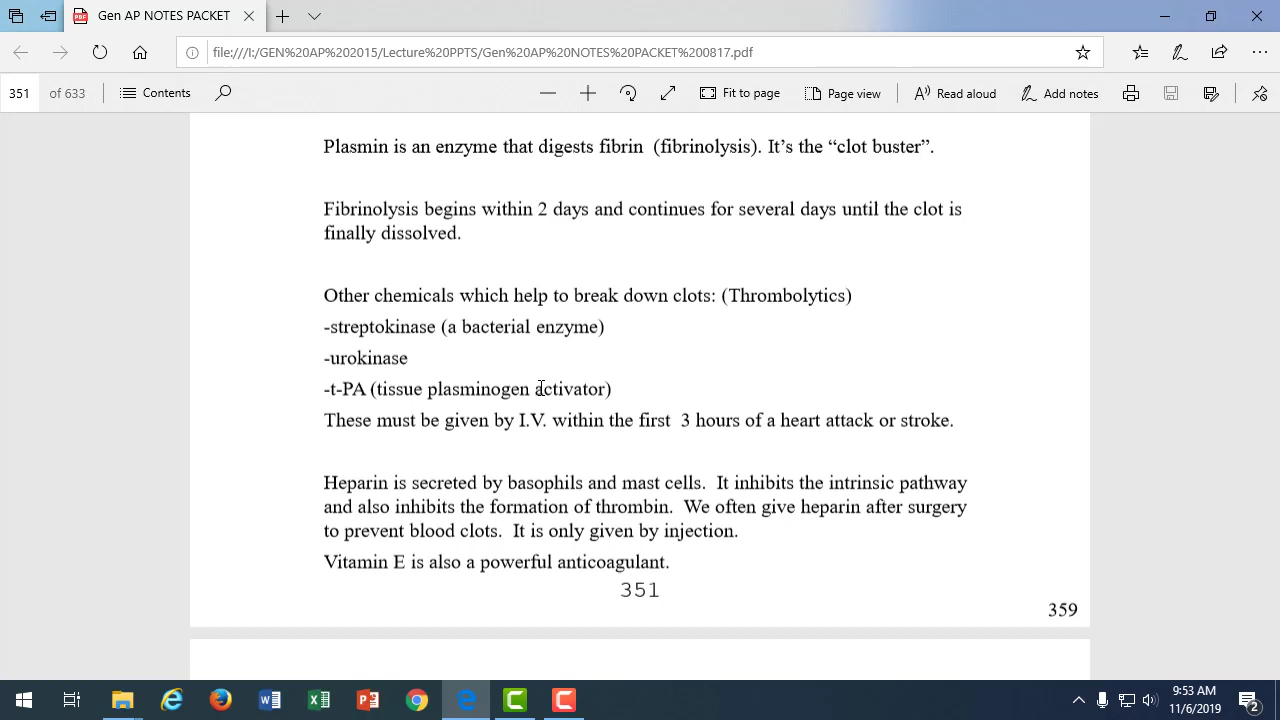 Gen AP NOTES PACKET
file:///I:/GEN%20AP%202015/Lecture%20PPTS/Gen%20AP%20NOTES%20PACKET%200817.pdf
351 of 633 Contents Fit to page Page view Read aloud Add notes
Plasmin is an enzyme that digests fibrin (fibrinolysis). It’s the “clot buster”.
Fibrinolysis begins within 2 days and continues for several days until the clot is
finally dissolved.
Other chemicals which help to break down clots: (Thrombolytics)
-streptokinase (a bacterial enzyme)
-urokinase
-t-PA (tissue plasminogen activator)
These must be given by I.V. within the first 3 hours of a heart attack or stroke.
Heparin is secreted by basophils and mast cells. It inhibits the intrinsic pathway
and also inhibits the formation of thrombin. We often give heparin after surgery
to prevent blood clots. It is only given by injection.
Vitamin E is also a powerful anticoagulant.
351
359
9:53 AM
11/6/2019
2